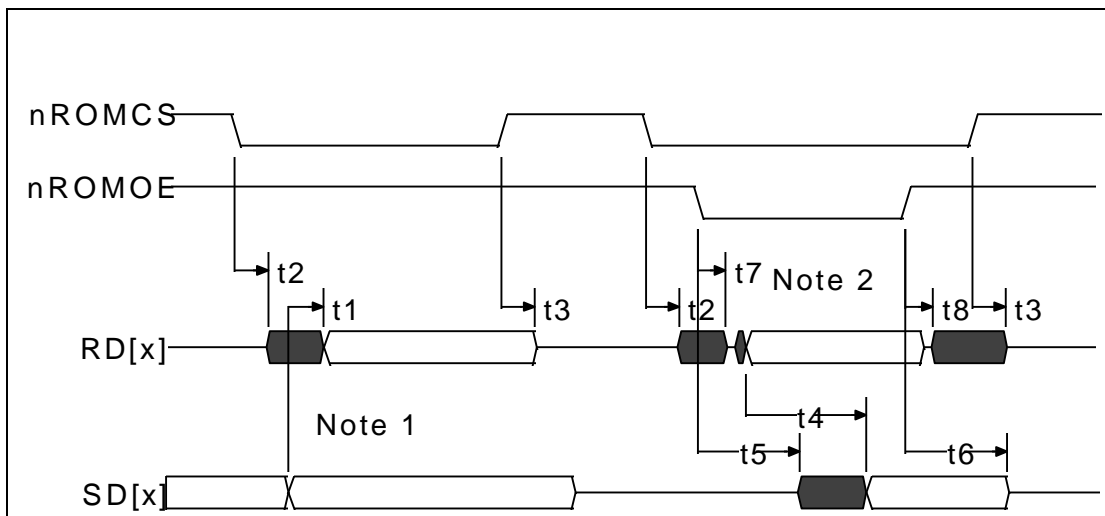 nROMCS
nROMOE
t2
t7
Note 2
t1
t3
t2
t8
t3
RD[x]
Note 1
t4
t5
t6
SD[x]